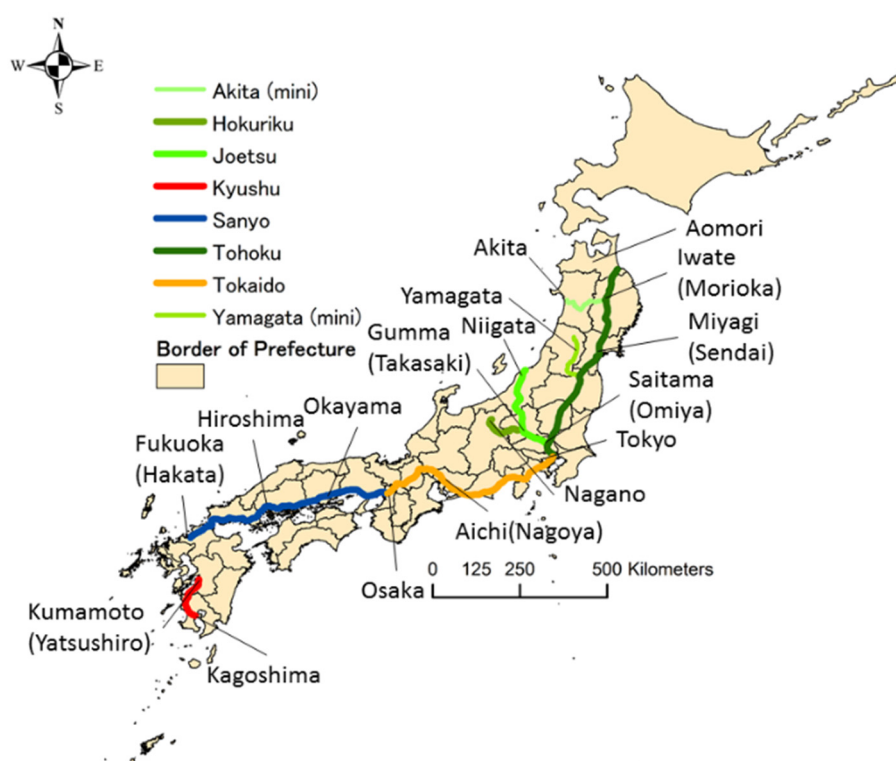 N
W E
S
Akita (mini)
Hokuriku
Joetsu
Kyushu
Sanyo
Tohoku
Tokaido
Yamagata (mini)
Border of Prefecture
Aomori
Akita
Iwate
(Morioka)
Yamagata
Niigata
Miyagi
(Sendai)
Gumma
(Takasaki)
Saitama
(Omiya)
Okayama
Hiroshima
Tokyo
Fukuoka
(Hakata)
Nagano
Aichi(Nagoya)
Osaka
0 125 250 500 Kilometers
Kumamoto
(Yatsushiro)
Kagoshima